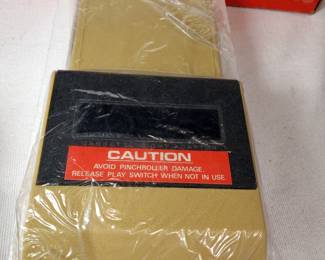 CAUTION
AVOID PINCHROLLER DAMAGE.
RELEASE PLAY SWITCH WHEN NOT IN USE